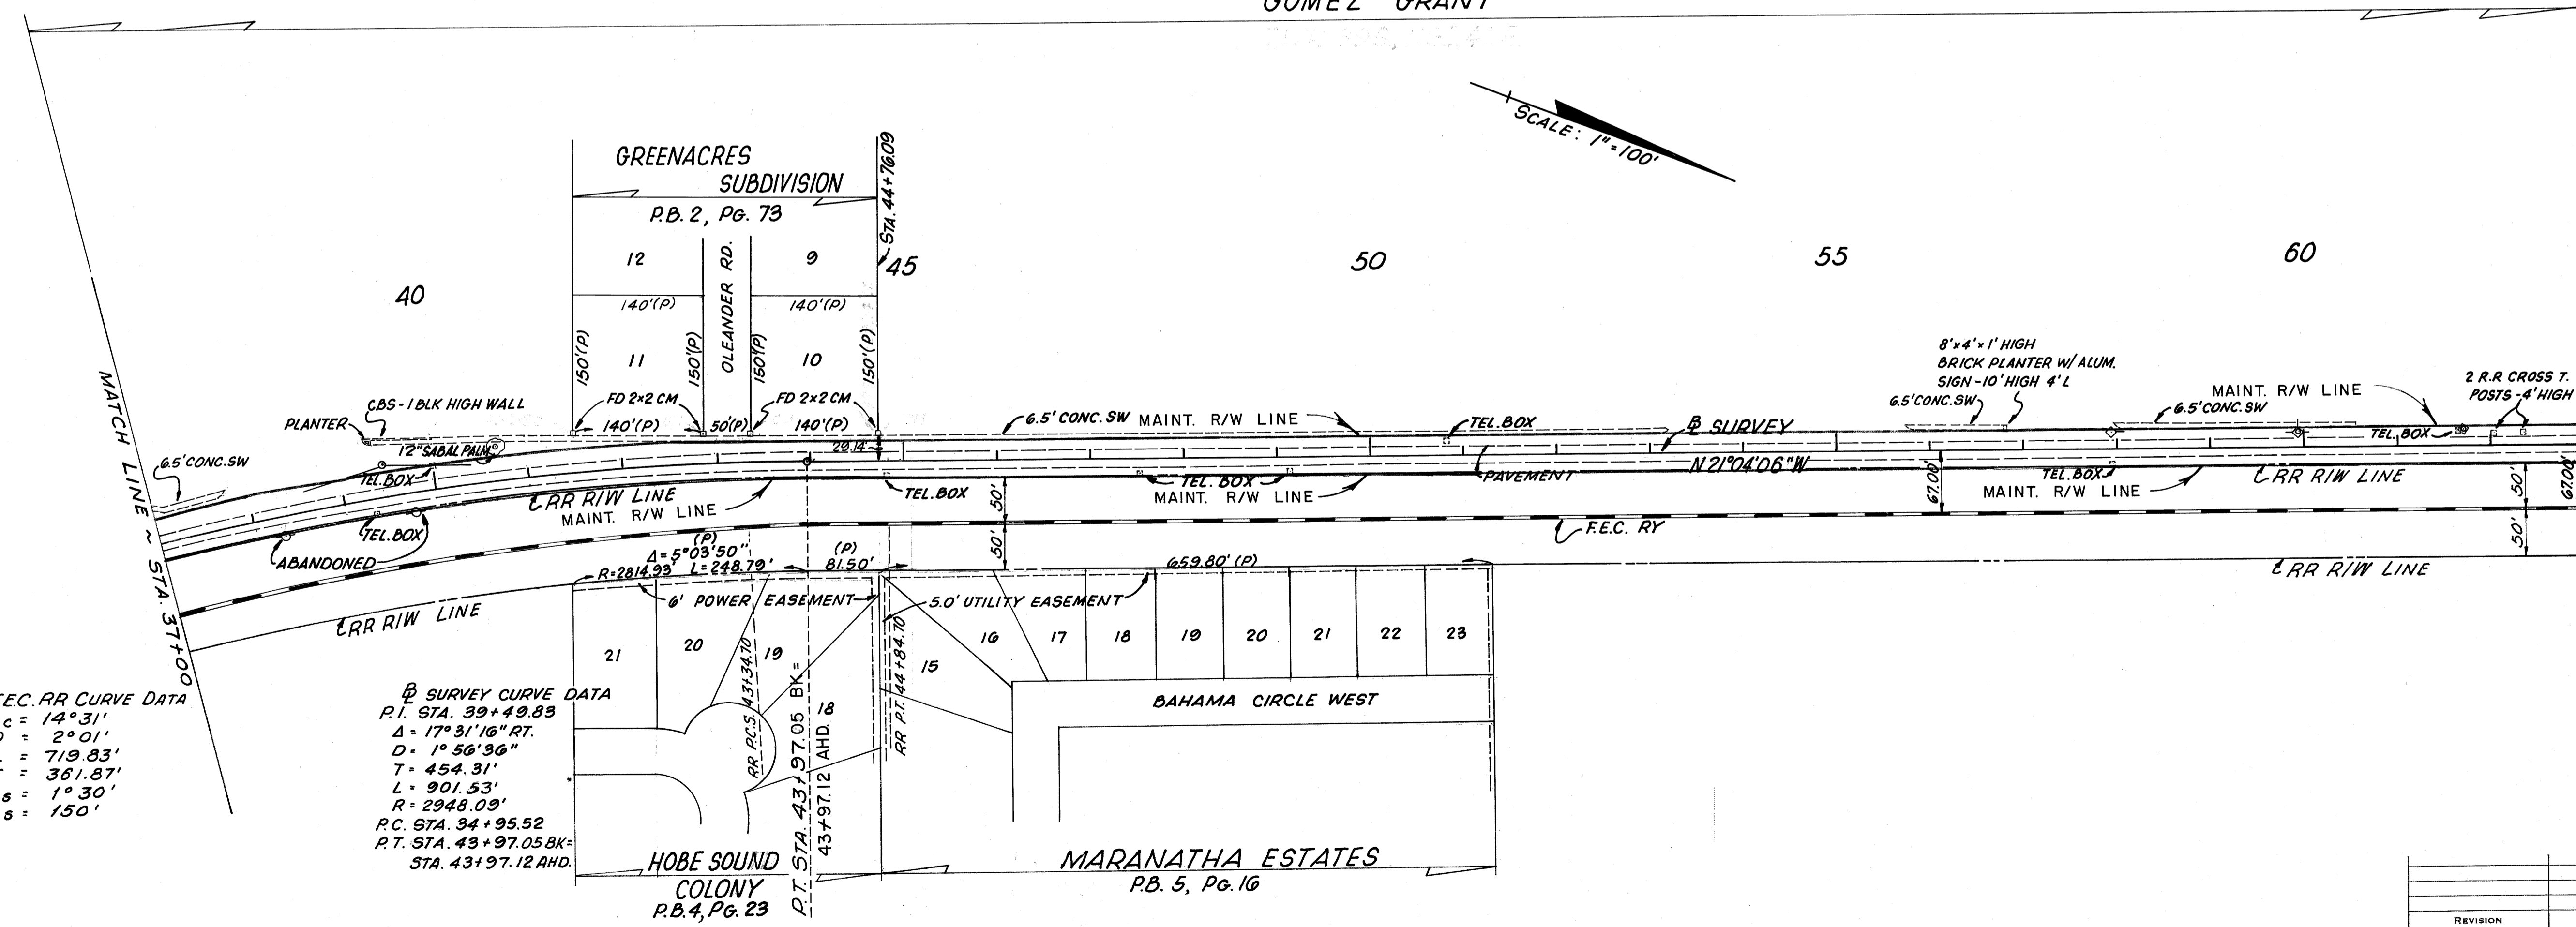 GOMEZ GRANT
SCALE: 1"=100'
GREENACRES
SUBDIVISION
P.B. 2, PG. 73
STA. 44+76.09
12
9
OLEANDER RD.
140'(P)
140'(P)
150'(P)
11
150'(P)
150'(P)
10
150'(P)
40
45
50
55
60
FD 2x2 CM
FD 2x2 CM
140'(P)
50'(P)
140'(P)
29.14'
MATCH LINE ~ STA. 37+00
PLANTER
CBS-1 BLK HIGH WALL
12" SABAL PALM
6.5' CONC. SW
TEL. BOX
TEL. BOX
ABANDONED
℄ RR R/W LINE
MAINT. R/W LINE
6.5' CONC. SW
MAINT. R/W LINE
TEL. BOX
TEL. BOX
TEL. BOX
MAINT. R/W LINE
℄ SURVEY
PAVEMENT
N 21°04'06" W
8'x4'x1' HIGH
BRICK PLANTER W/ ALUM.
SIGN-10' HIGH 4' L
6.5' CONC. SW
6.5' CONC. SW
MAINT. R/W LINE
2 R.R CROSS T.
POSTS-4' HIGH
TEL. BOX
TEL. BOX
MAINT. R/W LINE
℄ RR R/W LINE
67.00'
67.00'
50'
50'
50'
50'
F.E.C. RY
℄ RR R/W LINE
℄ RR R/W LINE
(P)
Δ=5°03'50"
R=2814.93' L=248.79'
(P)
81.50'
659.80' (P)
6' POWER EASEMENT
5.0' UTILITY EASEMENT
21
20
19
18
15
16
17
18
19
20
21
22
23
RR P.C.S. 43+34.70
RR P.T. 44+84.70
P.T. STA. 43+97.05 BK=
43+97.12 AHD.
BAHAMA CIRCLE WEST
HOBE SOUND
COLONY
P.B. 4, PG. 23
MARANATHA ESTATES
P.B. 5, PG. 16
F.E.C. RR CURVE DATA
c = 14°31'
= 2°01'
= 719.83'
= 361.87'
s = 1°30'
s = 150'
℄ SURVEY CURVE DATA
P.I. STA. 39+49.83
Δ = 17°31'16" RT.
D = 1°56'36"
T = 454.31'
L = 901.53'
R = 2948.09'
P.C. STA. 34+95.52
P.T. STA. 43+97.05 BK=
STA. 43+97.12 AHD.
REVISION